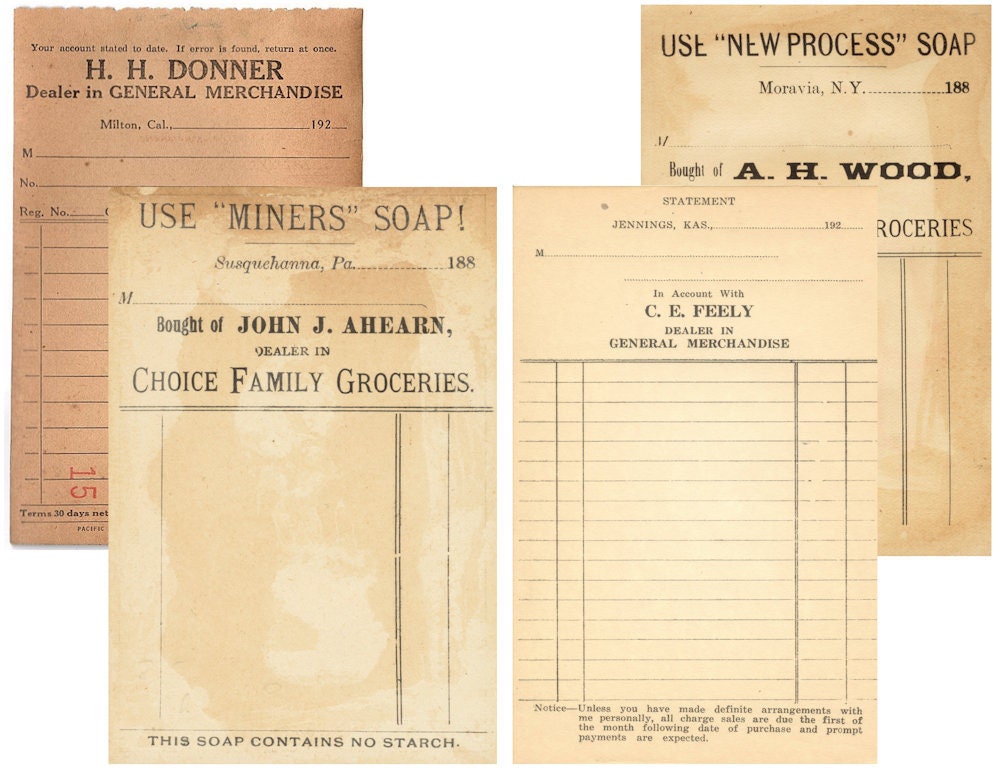 Your account stated to date. If error is found, return at once.
H. H. DONNER
Dealer in GENERAL MERCHANDISE
Milton, Cal., 192
M
No.
Reg. No.
15
Terms 30 days net
PACIFIC
USE "NEW PROCESS" SOAP
Moravia, N. Y. 188
M
Bought of A. H. WOOD,
ROCERIES
USE "MINERS" SOAP!
Susquehanna, Pa. 188
M
Bought of JOHN J. AHEARN,
DEALER IN
CHOICE FAMILY GROCERIES.
THIS SOAP CONTAINS NO STARCH.
STATEMENT
JENNINGS, KAS., 192
M
In Account With
C. E. FEELY
DEALER IN
GENERAL MERCHANDISE
Notice—Unless you have made definite arrangements with
me personally, all charge sales are due the first of
the month following date of purchase and prompt
payments are expected.